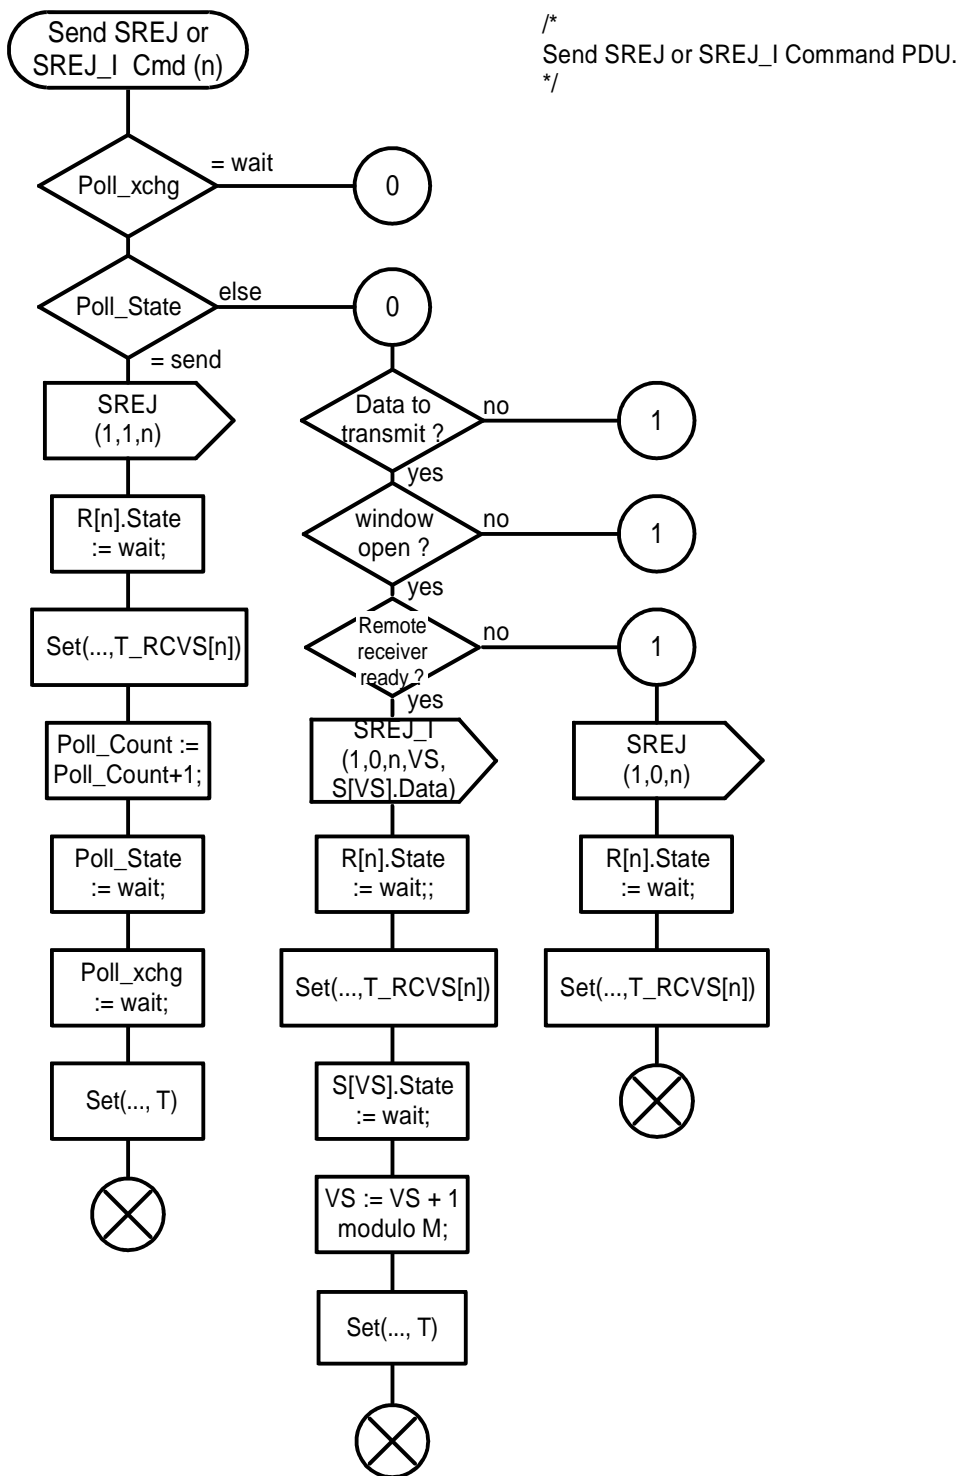 Send SREJ or
SREJ_I Cmd (n)
/*
Send SREJ or SREJ_I Command PDU.
*/
Poll_xchg
= wait
0
Poll_State
else
0
= send
SREJ
(1,1,n)
R[n].State
:= wait;
Set(...,T_RCVS[n])
Poll_Count :=
Poll_Count+1;
Poll_State
:= wait;
Poll_xchg
:= wait;
Set(..., T)
Data to
transmit ?
no
1
yes
window
open ?
no
1
yes
Remote
receiver
ready ?
no
1
yes
SREJ_I
(1,0,n,VS,
S[VS].Data)
R[n].State
:= wait;;
Set(...,T_RCVS[n])
S[VS].State
:= wait;
VS := VS + 1
modulo M;
Set(..., T)
SREJ
(1,0,n)
R[n].State
:= wait;
Set(...,T_RCVS[n])